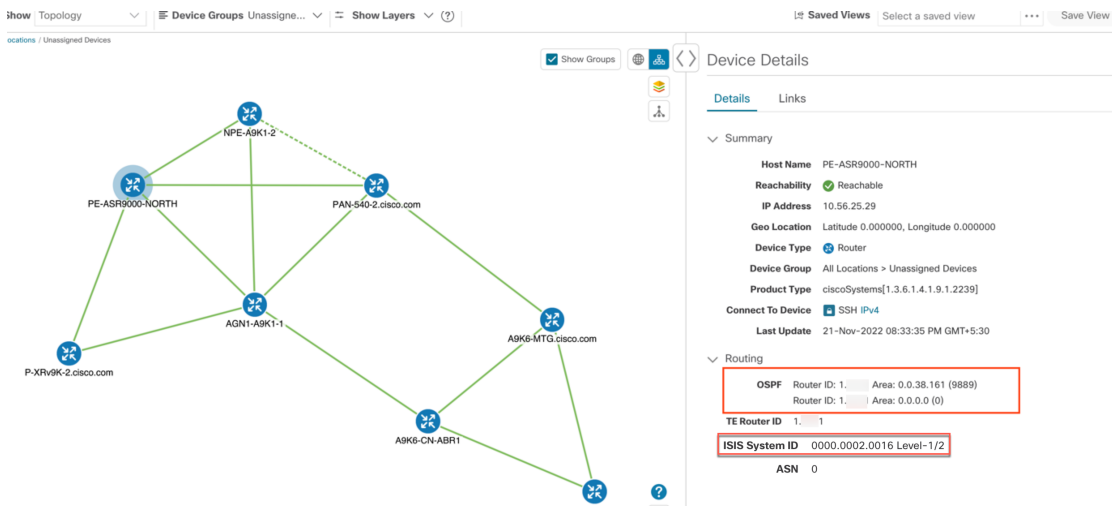 Show Topology Device Groups Unassigne... Show Layers Saved Views Select a saved view ... Save View
ocations / Unassigned Devices
Show Groups
Device Details
Details Links
Summary
Host Name PE-ASR9000-NORTH
Reachability Reachable
IP Address 10.56.25.29
Geo Location Latitude 0.000000, Longitude 0.000000
Device Type Router
Device Group All Locations > Unassigned Devices
Product Type ciscoSystems[1.3.6.1.4.1.9.1.2239]
Connect To Device SSH IPv4
Last Update 21-Nov-2022 08:33:35 PM GMT+5:30
Routing
OSPF Router ID: 1. Area: 0.0.38.161 (9889)
Router ID: 1. Area: 0.0.0.0 (0)
TE Router ID 1. 1
ISIS System ID 0000.0002.0016 Level-1/2
ASN 0
NPE-A9K1-2
PE-ASR9000-NORTH
PAN-540-2.cisco.com
AGN1-A9K1-1
A9K6-MTG.cisco.com
P-XRv9K-2.cisco.com
A9K6-CN-ABR1